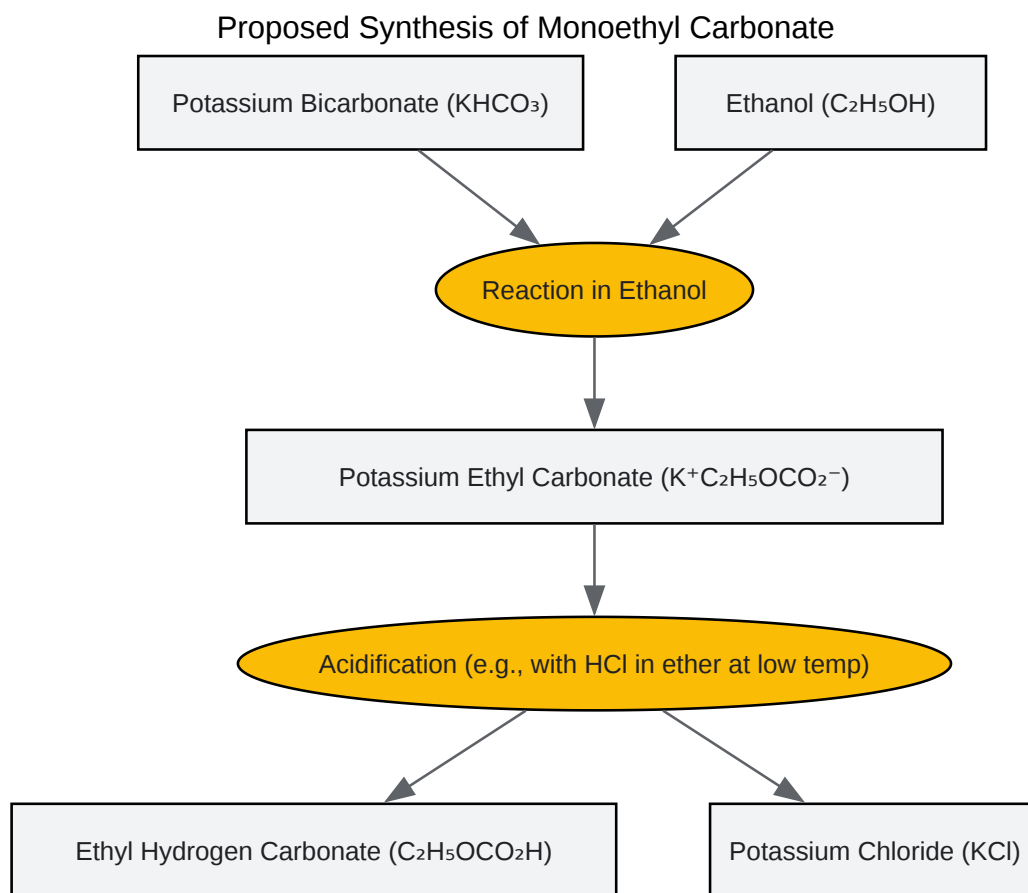 Proposed Synthesis of Monoethyl Carbonate
Potassium Bicarbonate (KHCO₃)
Ethanol (C₂H₅OH)
Reaction in Ethanol
Potassium Ethyl Carbonate (K⁺C₂H₅OCO₂⁻)
Acidification (e.g., with HCl in ether at low temp)
Ethyl Hydrogen Carbonate (C₂H₅OCO₂H)
Potassium Chloride (KCl)